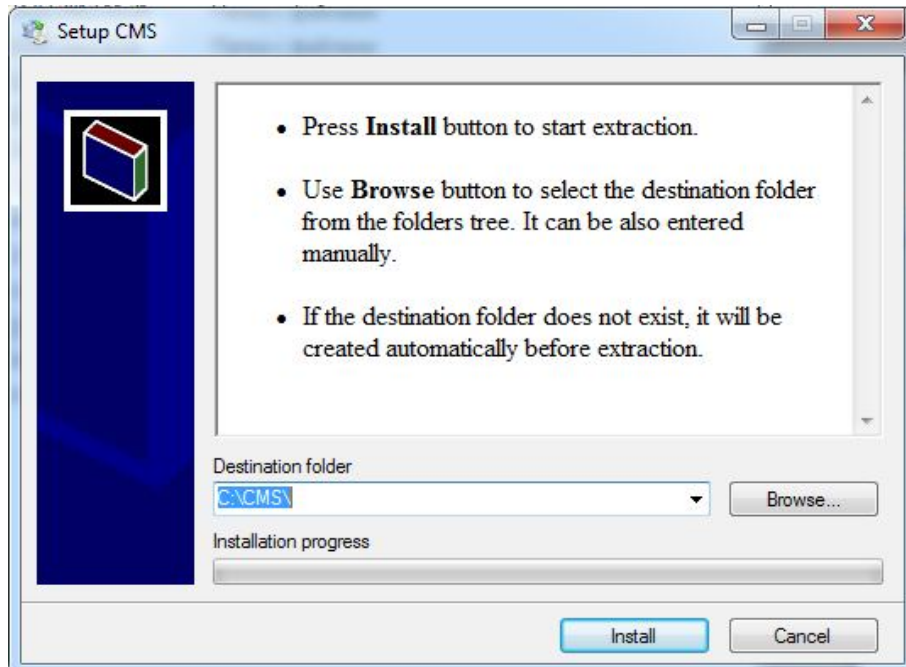 Setup CMS
• Press Install button to start extraction.
• Use Browse button to select the destination folder
from the folders tree. It can be also entered
manually.
• If the destination folder does not exist, it will be
created automatically before extraction.
Destination folder
C:\CMS\
Browse...
Installation progress
Install
Cancel